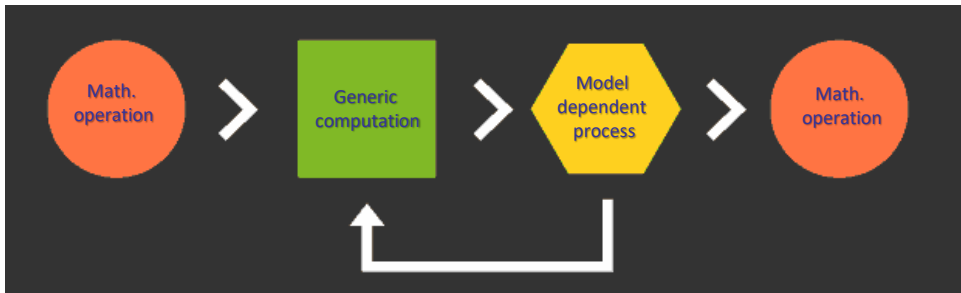 Math.
operation
Generic
computation
Model
dependent
process
Math.
operation